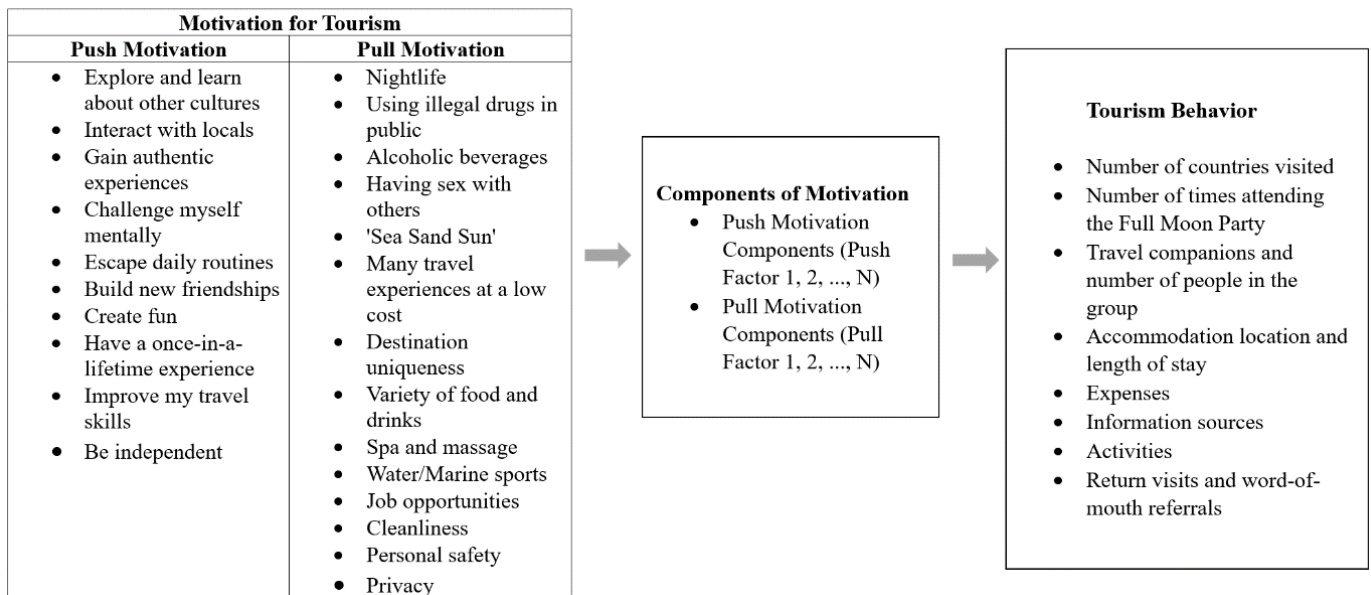 Motivation for Tourism
Push Motivation
• Explore and learn
about other cultures
• Interact with locals
• Gain authentic
experiences
• Challenge myself
mentally
• Escape daily routines
• Build new friendships
• Create fun
• Have a once-in-a-
lifetime experience
• Improve my travel
skills
• Be independent
Pull Motivation
• Nightlife
• Using illegal drugs in
public
• Alcoholic beverages
• Having sex with
others
• 'Sea Sand Sun'
• Many travel
experiences at a low
cost
• Destination
uniqueness
• Variety of food and
drinks
• Spa and massage
• Water/Marine sports
• Job opportunities
• Cleanliness
• Personal safety
• Privacy
Components of Motivation
• Push Motivation
Components (Push
Factor 1, 2, ..., N)
• Pull Motivation
Components (Pull
Factor 1, 2, ..., N)
Tourism Behavior
• Number of countries visited
• Number of times attending
the Full Moon Party
• Travel companions and
number of people in the
group
• Accommodation location and
length of stay
• Expenses
• Information sources
• Activities
• Return visits and word-of-
mouth referrals